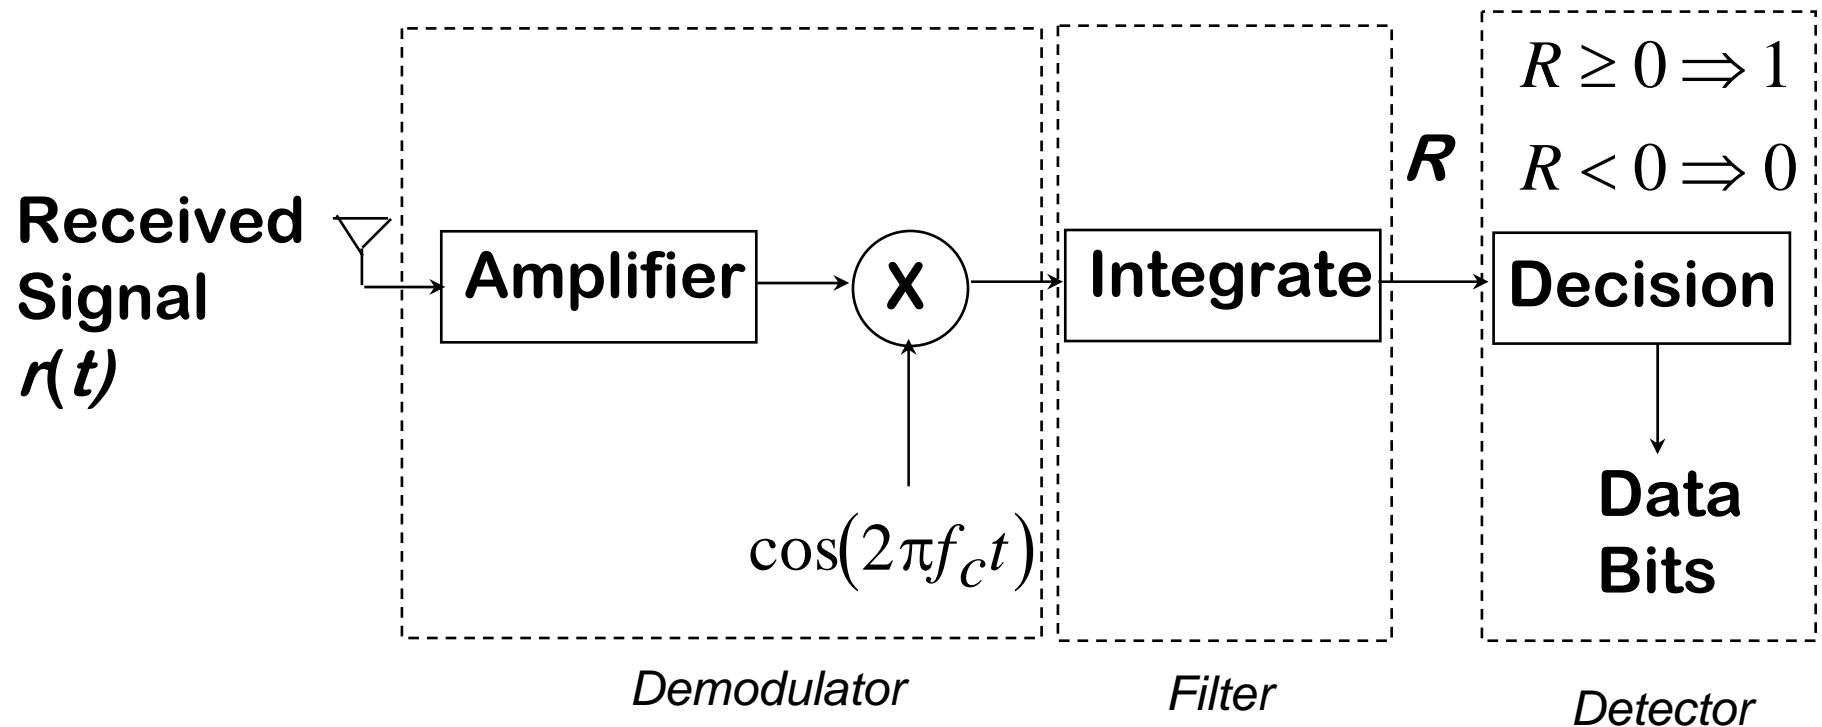 Received
Signal
r(t)
Amplifier
X
cos(2πf_c t)
Demodulator
Integrate
Filter
R
R ≥ 0 ⇒ 1
R < 0 ⇒ 0
Decision
Data
Bits
Detector